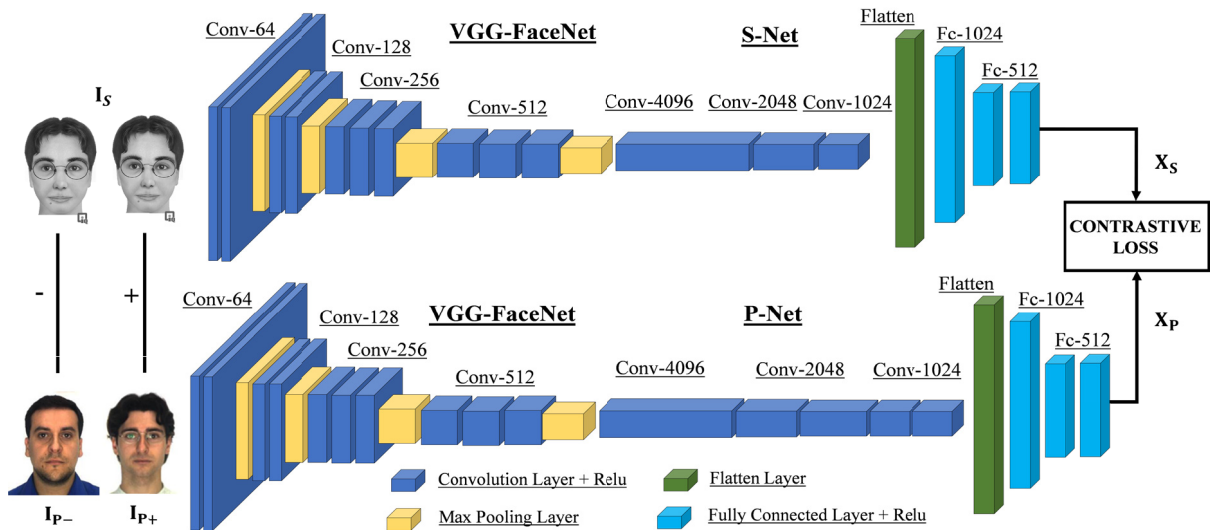 VGG-FaceNet
S-Net
Flatten
Conv-64
Fc-1024
Conv-128
Fc-512
Conv-256
Conv-512
Conv-4096
Conv-2048
Conv-1024
I_S
X_S
CONTRASTIVE
LOSS
-
+
X_P
VGG-FaceNet
P-Net
Flatten
Conv-64
Fc-1024
Conv-128
Fc-512
Conv-256
Conv-512
Conv-4096
Conv-2048
Conv-1024
I_P−
I_P+
Convolution Layer + Relu
Flatten Layer
Max Pooling Layer
Fully Connected Layer + Relu